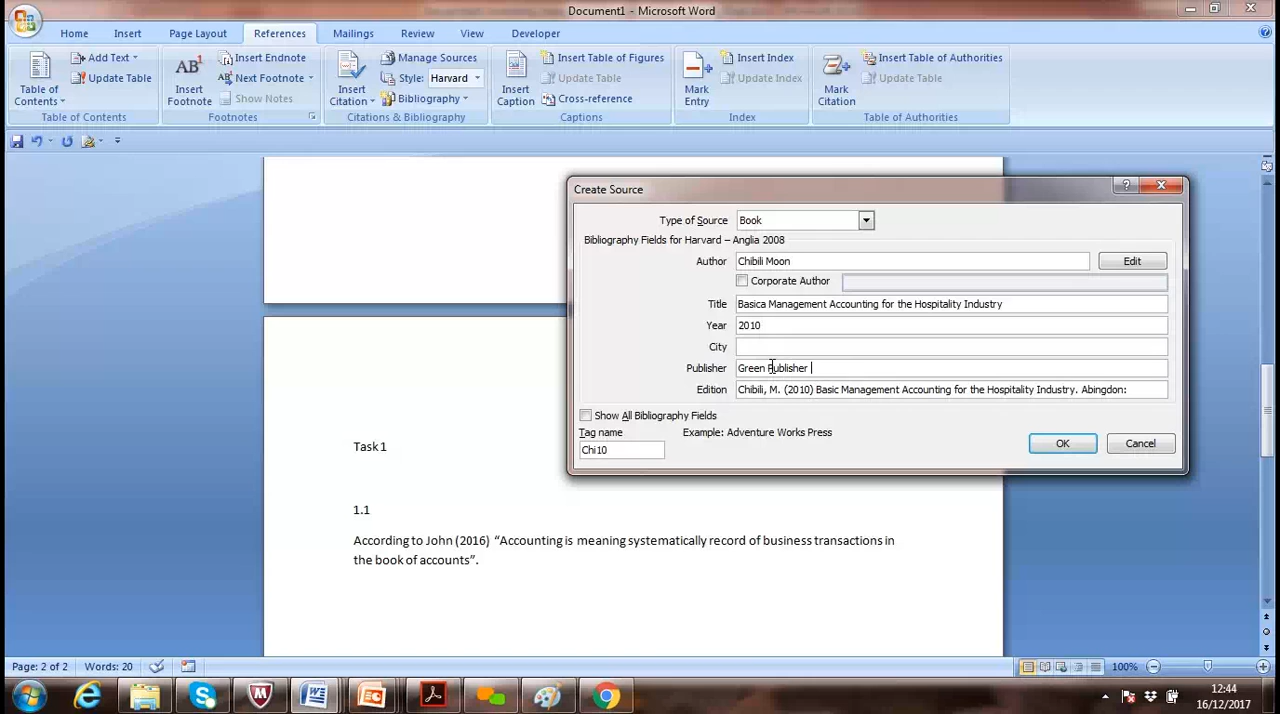 Document1 - Microsoft Word
Home Insert Page Layout References Mailings Review View Developer
Table of Contents
Add Text
Update Table
Table of Contents
AB1
Insert Footnote
Insert Endnote
Next Footnote
Show Notes
Footnotes
Insert Citation
Manage Sources
Style: Harvard
Bibliography
Citations & Bibliography
Insert Caption
Insert Table of Figures
Update Table
Cross-reference
Captions
Mark Entry
Insert Index
Update Index
Index
Mark Citation
Insert Table of Authorities
Update Table
Table of Authorities
Create Source
Type of Source Book
Bibliography Fields for Harvard – Anglia 2008
Author Chibili Moon Edit
Corporate Author
Title Basica Management Accounting for the Hospitality Industry
Year 2010
City
Publisher Green Publisher
Edition Chibili, M. (2010) Basic Management Accounting for the Hospitality Industry. Abingdon:
Show All Bibliography Fields
Tag name Example: Adventure Works Press
Chi10
OK Cancel
Task 1
1.1
According to John (2016) “Accounting is meaning systematically record of business transactions in
the book of accounts”.
Page: 2 of 2 Words: 20 100%
12:44
16/12/2017